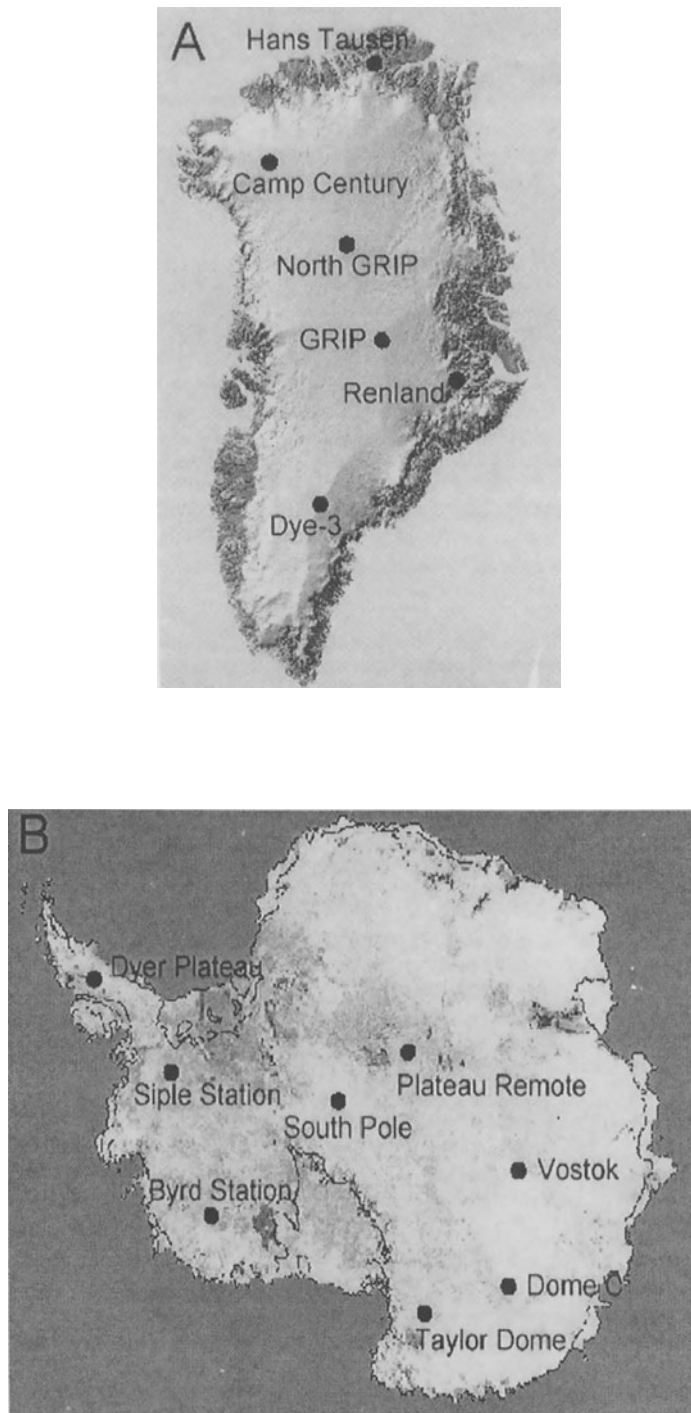 A
Hans Tausen
Camp Century
North GRIP
GRIP
Renland
Dye-3
B
Dyer Plateau
Siple Station
Plateau Remote
South Pole
Vostok
Byrd Station
Dome C
Taylor Dome